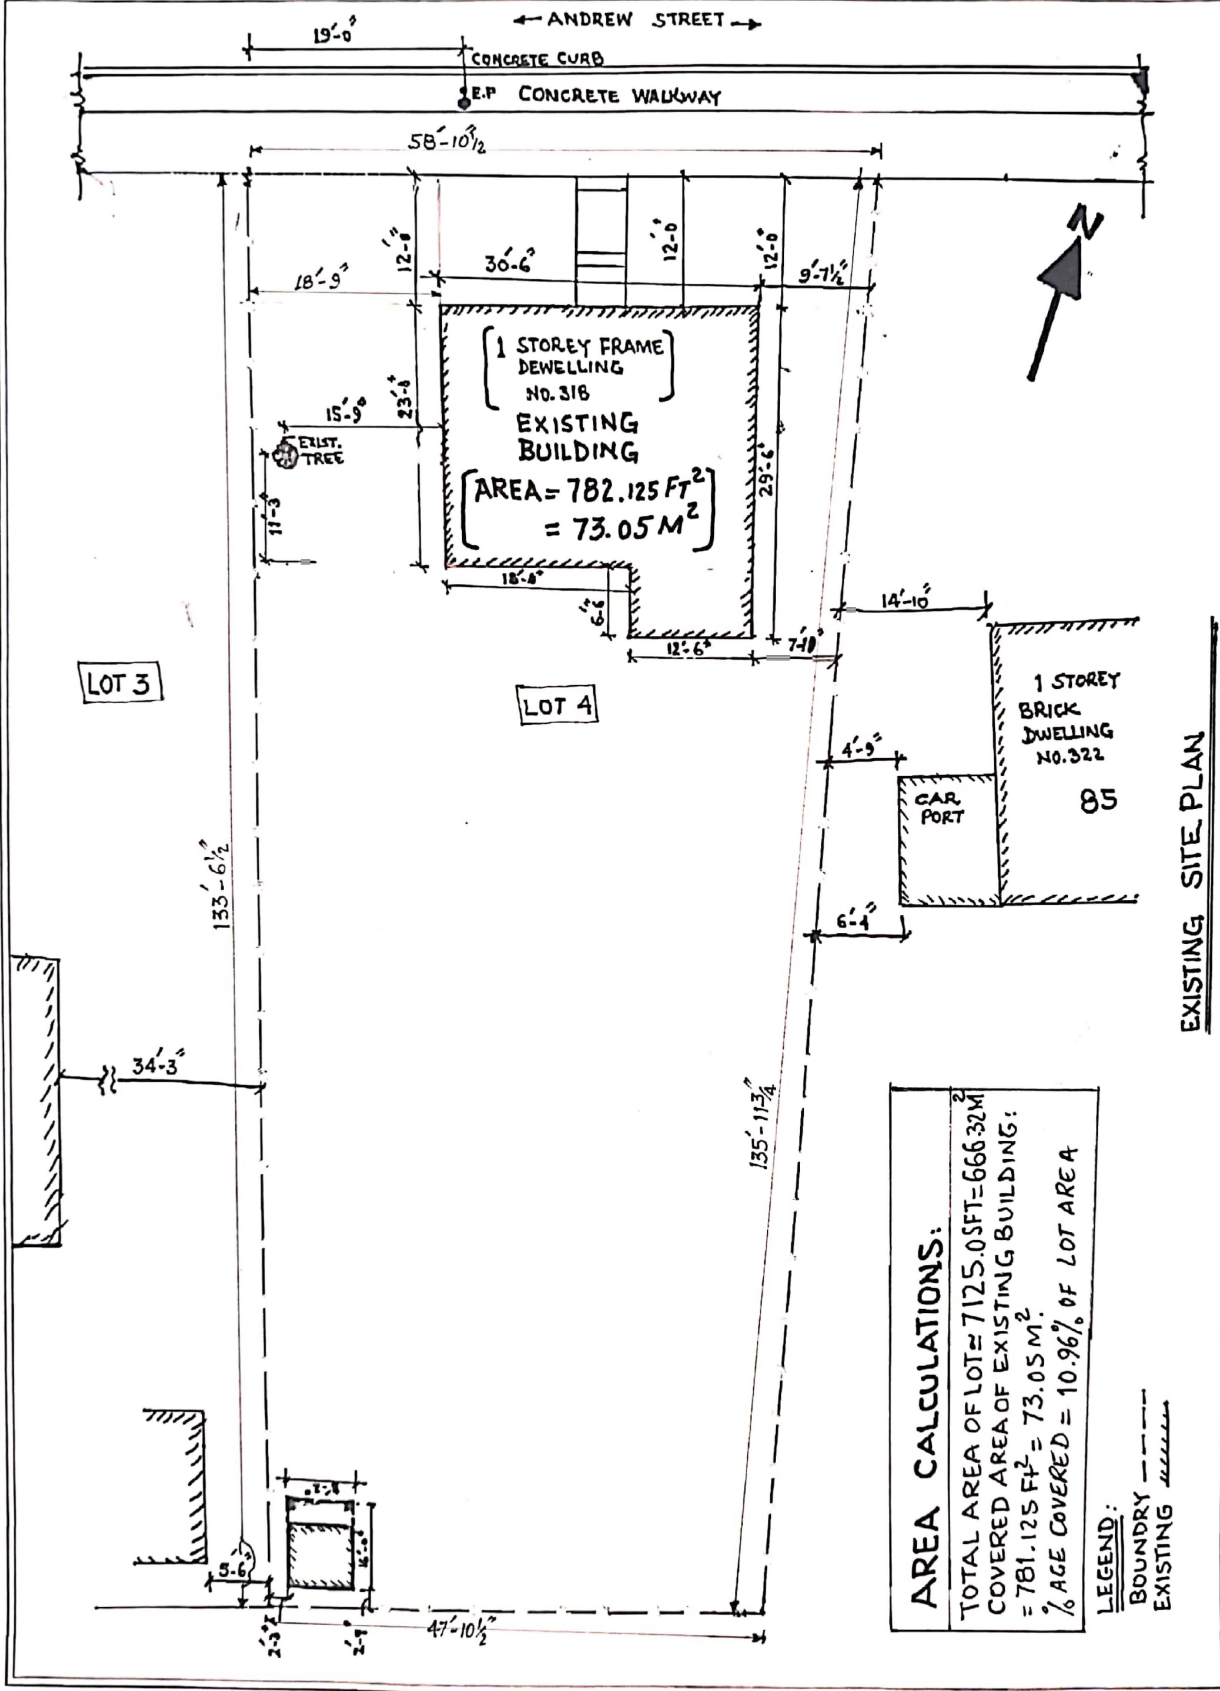 ← ANDREW STREET →
19'-0"
CONCRETE CURB
E.P CONCRETE WALKWAY
58'-10½"
12'-0"
30'-6"
12'-0"
12'-0"
9'-7½"
18'-9"
[1 STOREY FRAME
DEWELLING
NO.318]
EXISTING
BUILDING
[AREA = 782.125 FT²
= 73.05 M²]
23'-0"
15'-9"
EXIST.
TREE
11'-3
29'-6"
18'-0"
6'-6
12'-6"
7'-10"
14'-10"
LOT 3
LOT 4
1 STOREY
BRICK
DWELLING
NO.322
85
4'-9"
CAR
PORT
6'-4"
133'-6½"
34'-3"
135'-11¾"
5'-6"
16'-0"
47'-10½"
EXISTING SITE PLAN
AREA CALCULATIONS:
TOTAL AREA OF LOT= 7125.0SFT=666.32M²
COVERED AREA OF EXISTING BUILDING:
= 781.125 Ft² = 73.05 M².
% AGE COVERED = 10.96% OF LOT AREA
LEGEND:
BOUNDRY ----
EXISTING
N